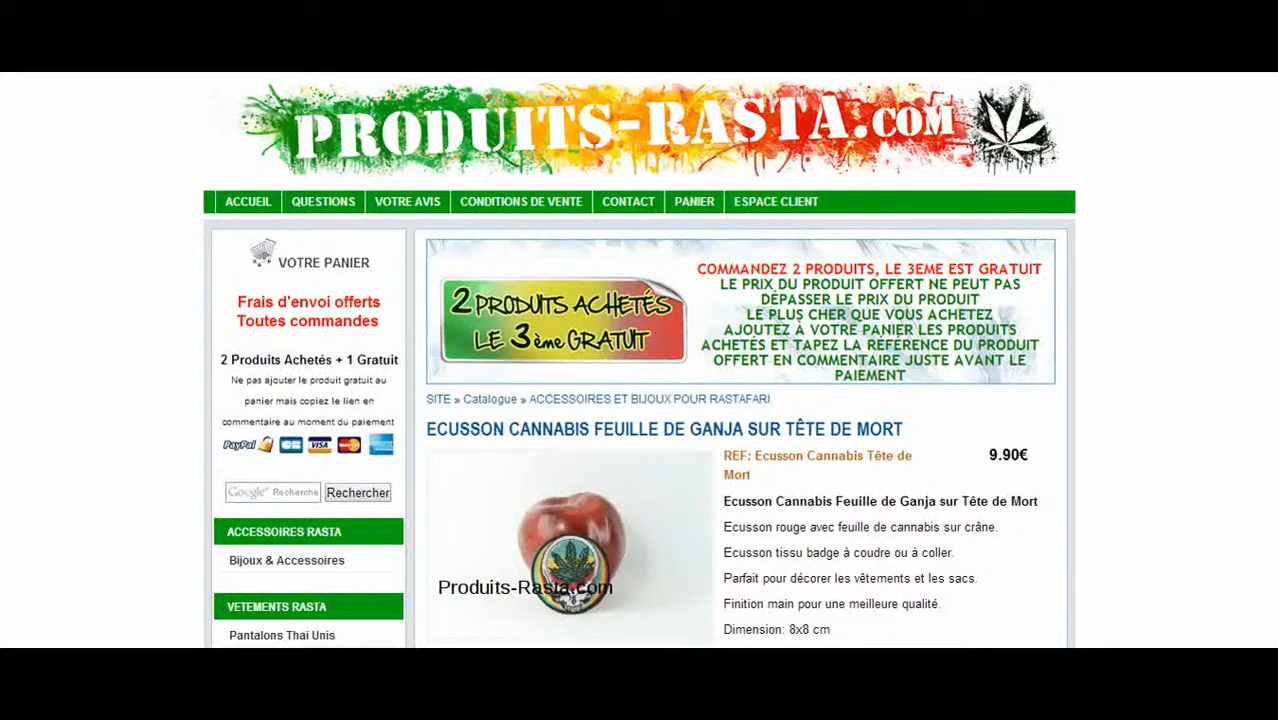 PRODUITS-RASTA.COM
ACCUEIL QUESTIONS VOTRE AVIS CONDITIONS DE VENTE CONTACT PANIER ESPACE CLIENT
VOTRE PANIER
Frais d'envoi offerts
Toutes commandes
2 Produits Achetés + 1 Gratuit
Ne pas ajouter le produit gratuit au
panier mais copiez le lien en
commentaire au moment du paiement
PayPal CB VISA MasterCard
Google Recherche Rechercher
ACCESSOIRES RASTA
Bijoux & Accessoires
VETEMENTS RASTA
Pantalons Thaï Unis
2 PRODUITS ACHETÉS
LE 3ème GRATUIT
COMMANDEZ 2 PRODUITS, LE 3EME EST GRATUIT
LE PRIX DU PRODUIT OFFERT NE PEUT PAS
DÉPASSER LE PRIX DU PRODUIT
LE PLUS CHER QUE VOUS ACHETEZ
AJOUTEZ À VOTRE PANIER LES PRODUITS
ACHETÉS ET TAPEZ LA RÉFÉRENCE DU PRODUIT
OFFERT EN COMMENTAIRE JUSTE AVANT LE
PAIEMENT
SITE » Catalogue » ACCESSOIRES ET BIJOUX POUR RASTAFARI
ECUSSON CANNABIS FEUILLE DE GANJA SUR TÊTE DE MORT
Produits-Rasta.com
REF: Ecusson Cannabis Tête de
Mort
9.90€
Ecusson Cannabis Feuille de Ganja sur Tête de Mort
Ecusson rouge avec feuille de cannabis sur crâne.
Ecusson tissu badge à coudre ou à coller.
Parfait pour décorer les vêtements et les sacs.
Finition main pour une meilleure qualité.
Dimension: 8x8 cm